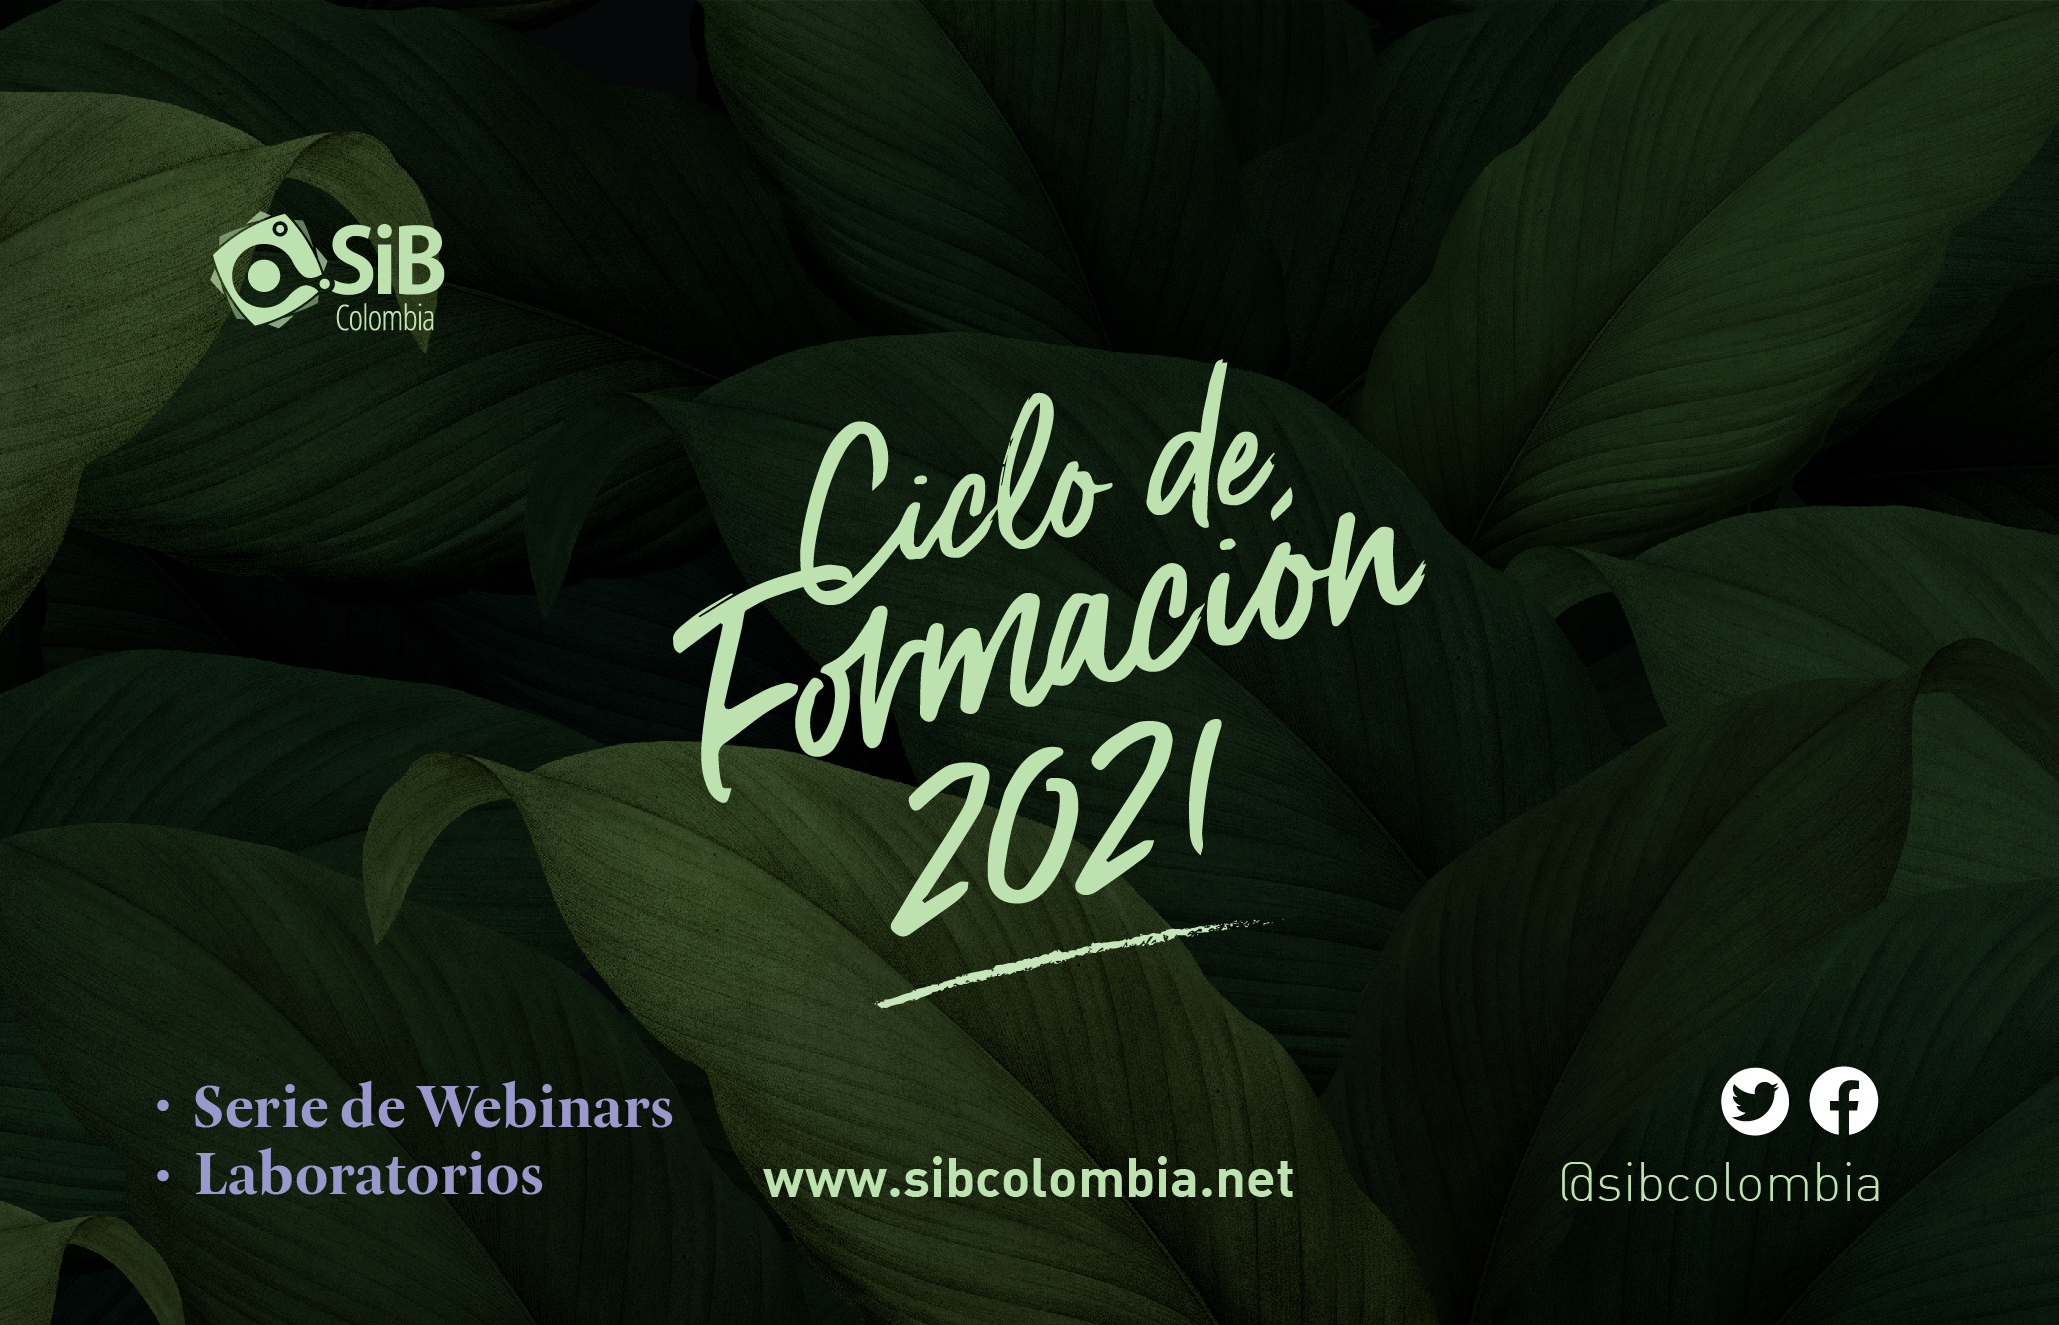 SiB
Colombia
Ciclo de
Formación
2021
• Serie de Webinars
• Laboratorios
www.sibcolombia.net
@sibcolombia